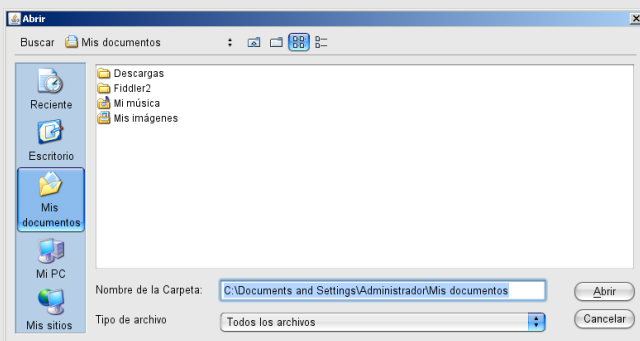 Abrir
Buscar Mis documentos
Reciente
Escritorio
Mis
documentos
Mi PC
Mis sitios
Descargas
Fiddler2
Mi música
Mis imágenes
Nombre de la Carpeta: C:\Documents and Settings\Administrador\Mis documentos Abrir
Tipo de archivo Todos los archivos Cancelar